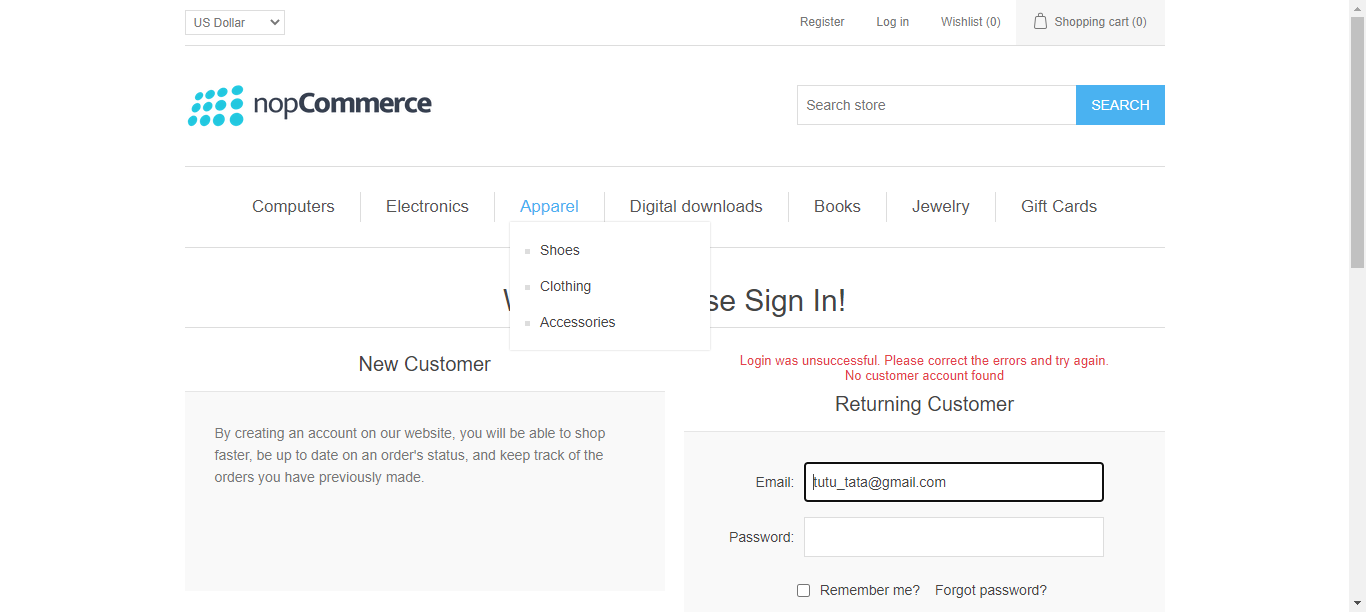 US Dollar
Register
Log in
Wishlist (0)
Shopping cart (0)
nopCommerce
Search store
SEARCH
Computers
Electronics
Apparel
Digital downloads
Books
Jewelry
Gift Cards
Shoes
Clothing
Accessories
Sign In!
New Customer
By creating an account on our website, you will be able to shop
faster, be up to date on an order's status, and keep track of the
orders you have previously made.
Login was unsuccessful. Please correct the errors and try again.
No customer account found
Returning Customer
Email:
tutu_tata@gmail.com
Password:
Remember me?
Forgot password?